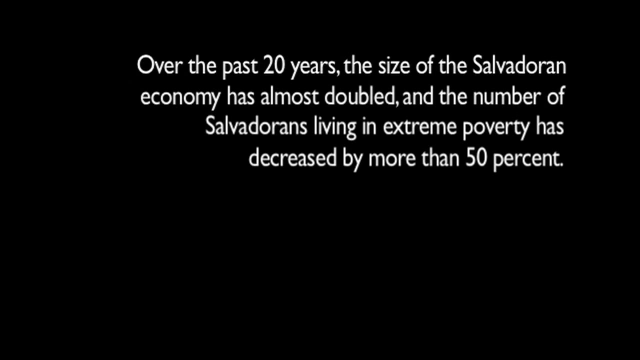 Over the past 20 years, the size of the Salvadoran
economy has almost doubled, and the number of
Salvadorans living in extreme poverty has
decreased by more than 50 percent.